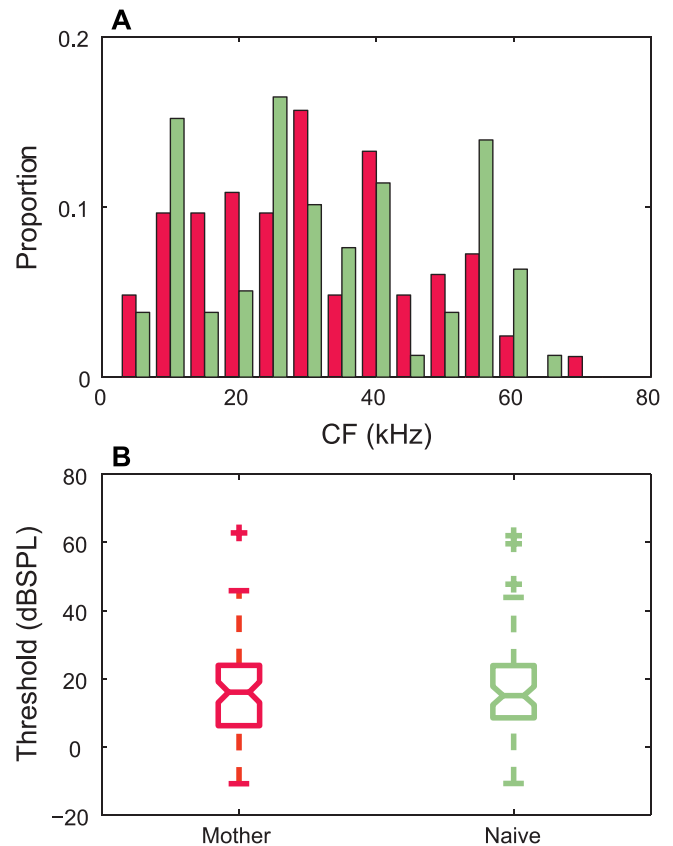 A
0.2
0.1
0
Proportion
0 20 40 60 80
CF (kHz)
B
80
60
40
20
0
−20
Threshold (dBSPL)
Mother Naive